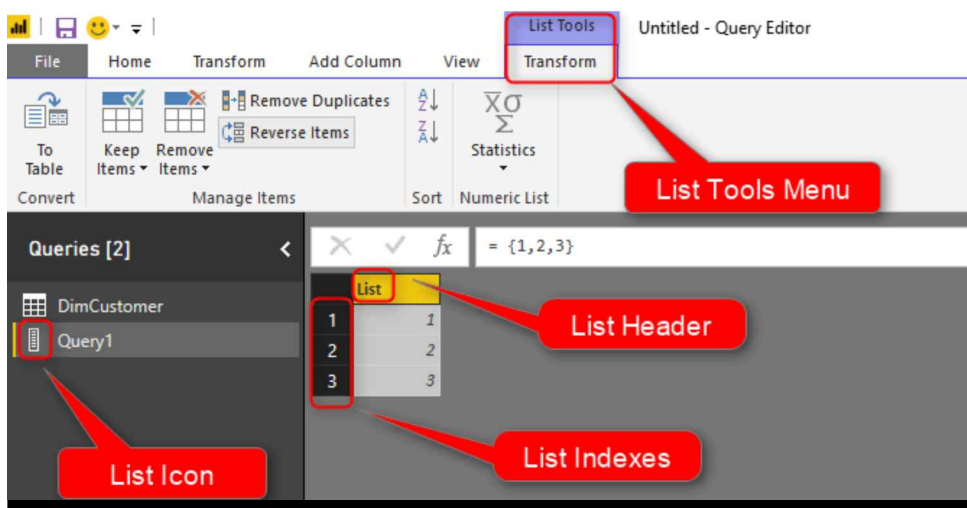 List Tools
Untitled - Query Editor
File Home Transform Add Column View Transform
To Table
Keep Items
Remove Items
Remove Duplicates
Reverse Items
A Z
Z A
X̄σ
Σ
Statistics
Convert Manage Items Sort Numeric List
List Tools Menu
Queries [2]
fx = {1,2,3}
DimCustomer
Query1
List
1 1
2 2
3 3
List Header
List Indexes
List Icon